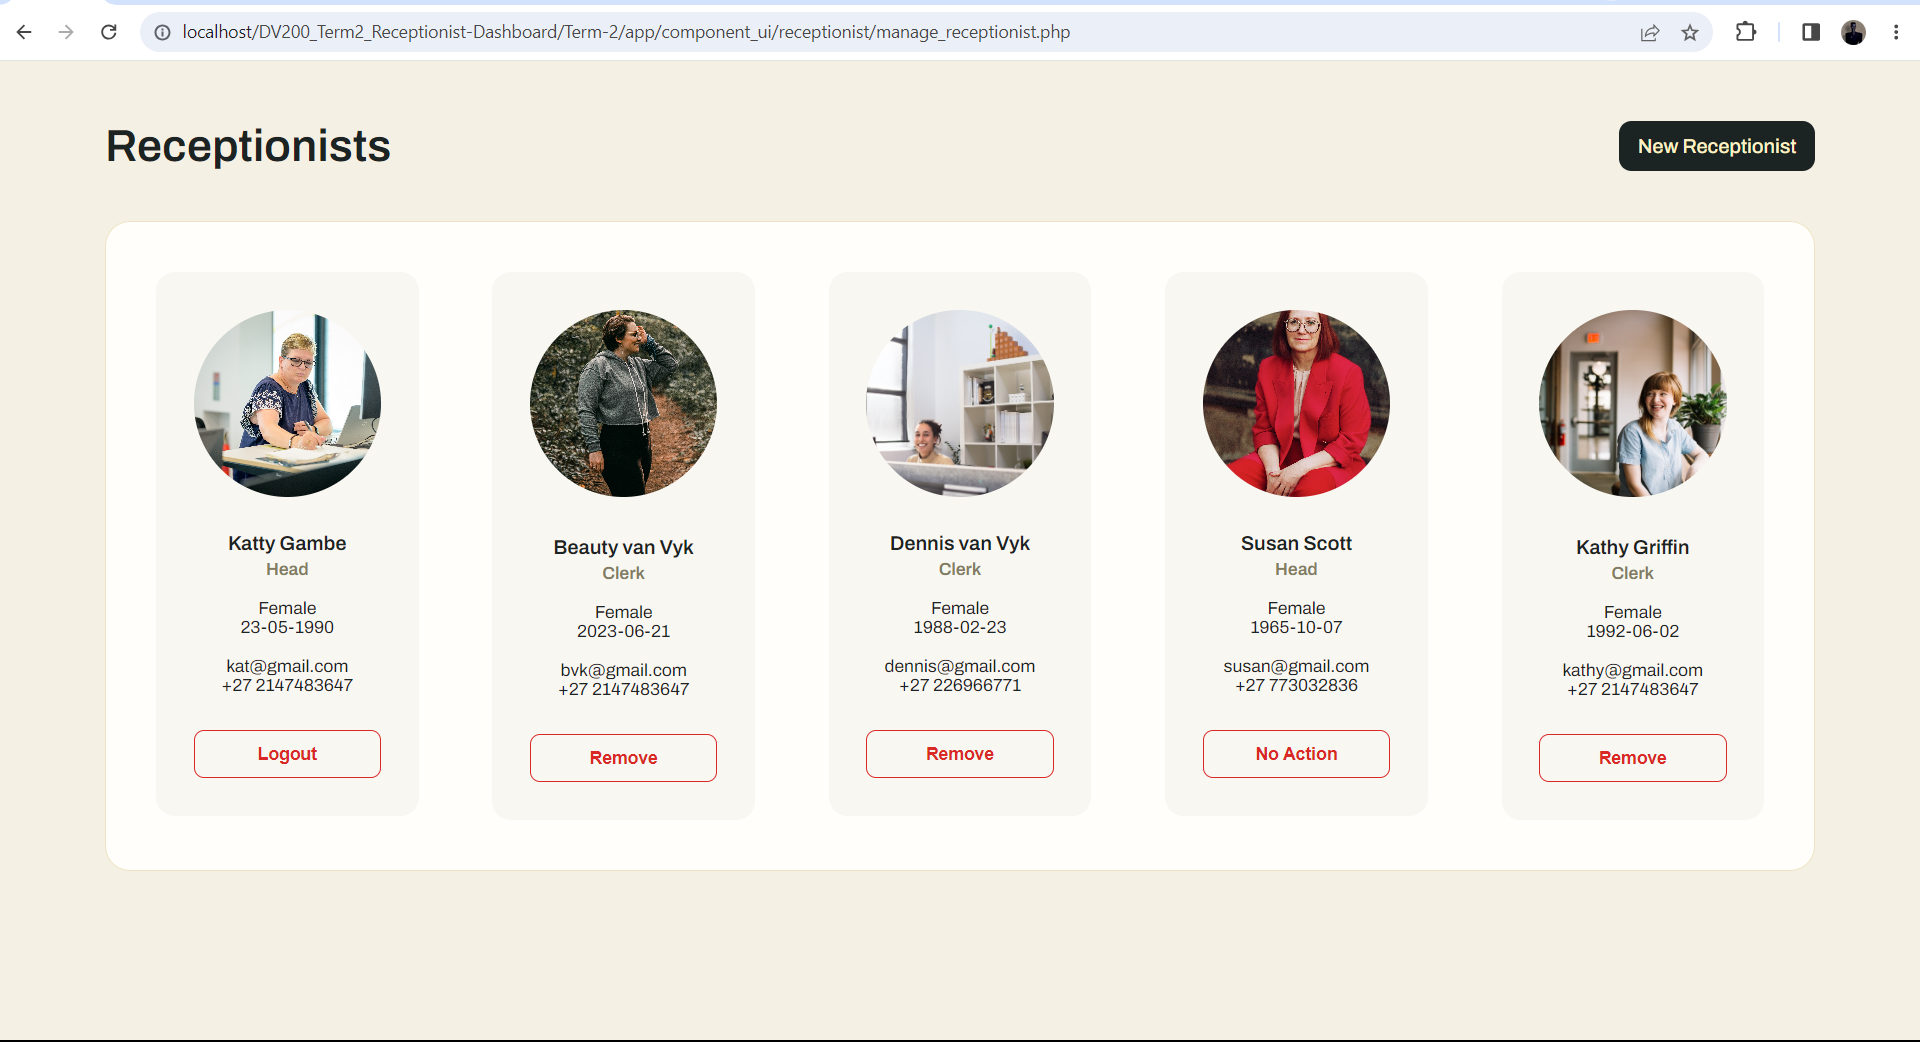 localhost/DV200_Term2_Receptionist-Dashboard/Term-2/app/component_ui/receptionist/manage_receptionist.php
Receptionists
New Receptionist
Katty Gambe
Head
Female
23-05-1990
kat@gmail.com
+27 2147483647
Logout
Beauty van Vyk
Clerk
Female
2023-06-21
bvk@gmail.com
+27 2147483647
Remove
Dennis van Vyk
Clerk
Female
1988-02-23
dennis@gmail.com
+27 226966771
Remove
Susan Scott
Head
Female
1965-10-07
susan@gmail.com
+27 773032836
No Action
Kathy Griffin
Clerk
Female
1992-06-02
kathy@gmail.com
+27 2147483647
Remove